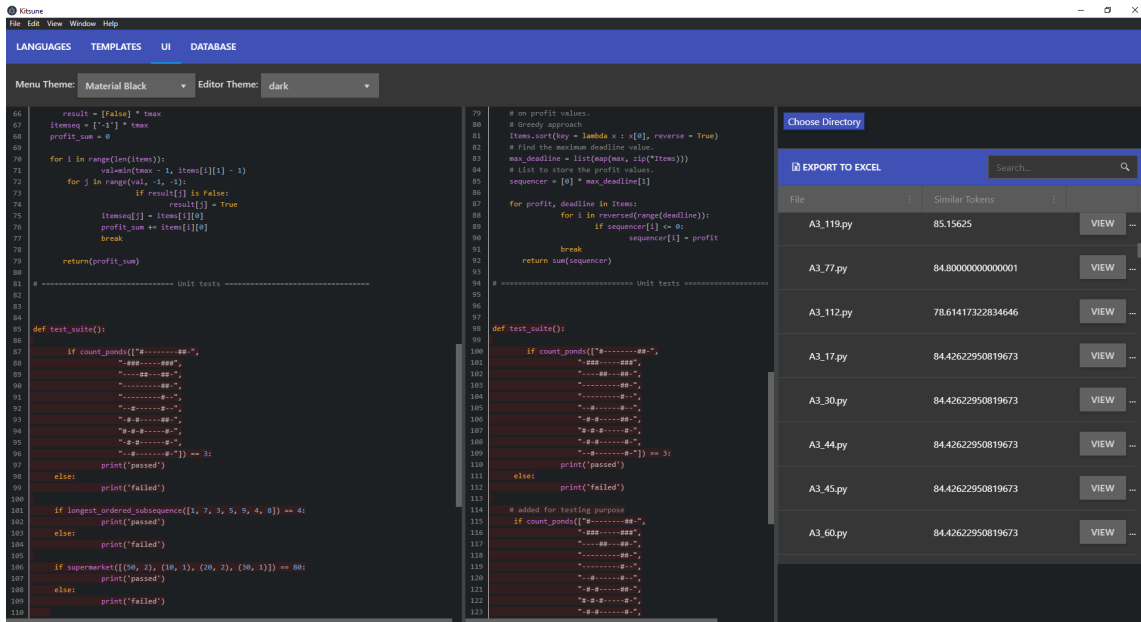 Kitsune
File Edit View Window Help
LANGUAGES TEMPLATES UI DATABASE
Menu Theme: Material Black Editor Theme: dark
66 result = [False] * tmax
67 itemseq = ['-1'] * tmax
68 profit_sum = 0
69
70 for i in range(len(items)):
71 val=min(tmax - 1, items[i][1] - 1)
72 for j in range(val, -1, -1):
73 if result[j] is False:
74 result[j] = True
75 itemseq[j] = items[i][0]
76 profit_sum += items[i][0]
77 break
78
79 return(profit_sum)
80
81 # =============================== Unit tests ==================================
82
83
84
85 def test_suite():
86
87 if count_ponds(["#--------##-",
88 "-###-----###",
89 "----##---##-",
90 "---------##-",
91 "---------#--",
92 "--#------#--",
93 "-#-#-----##-",
94 "#-#-#-----#-",
95 "-#-#------#-",
96 "--#-------#-"]) == 3:
97 print('passed')
98 else:
99 print('failed')
100
101 if longest_ordered_subsequence([1, 7, 3, 5, 9, 4, 8]) == 4:
102 print('passed')
103 else:
104 print('failed')
105
106 if supermarket([(50, 2), (10, 1), (20, 2), (30, 1)]) == 80:
107 print('passed')
108 else:
109 print('failed')
110
79 # on profit values.
80 # Greedy approach
81 Items.sort(key = lambda x : x[0], reverse = True)
82 # Find the maximum deadline value.
83 max_deadline = list(map(max, zip(*Items)))
84 # List to store the profit values.
85 sequencer = [0] * max_deadline[1]
86
87 for profit, deadline in Items:
88 for i in reversed(range(deadline)):
89 if sequencer[i] <= 0:
90 sequencer[i] = profit
91 break
92 return sum(sequencer)
93
94 # =============================== Unit tests ====================
95
96
97
98 def test_suite():
99
100 if count_ponds(["#--------##-",
101 "-###-----###",
102 "----##---##-",
103 "---------##-",
104 "---------#--",
105 "--#------#--",
106 "-#-#-----##-",
107 "#-#-#-----#-",
108 "-#-#------#-",
109 "--#-------#-"]) == 3:
110 print('passed')
111 else:
112 print('failed')
113
114 # added for testing purpose
115 if count_ponds(["#--------##-",
116 "-###-----###",
117 "----##---##-",
118 "---------##-",
119 "---------#--",
120 "--#------#--",
121 "-#-#-----##-",
122 "#-#-#-----#-",
123 "-#-#------#-",
Choose Directory
EXPORT TO EXCEL Search...
File Similar Tokens
A3_119.py 85.15625 VIEW ...
A3_77.py 84.80000000000001 VIEW ...
A3_112.py 78.61417322834646 VIEW ...
A3_17.py 84.42622950819673 VIEW ...
A3_30.py 84.42622950819673 VIEW ...
A3_44.py 84.42622950819673 VIEW ...
A3_45.py 84.42622950819673 VIEW ...
A3_60.py 84.42622950819673 VIEW ...